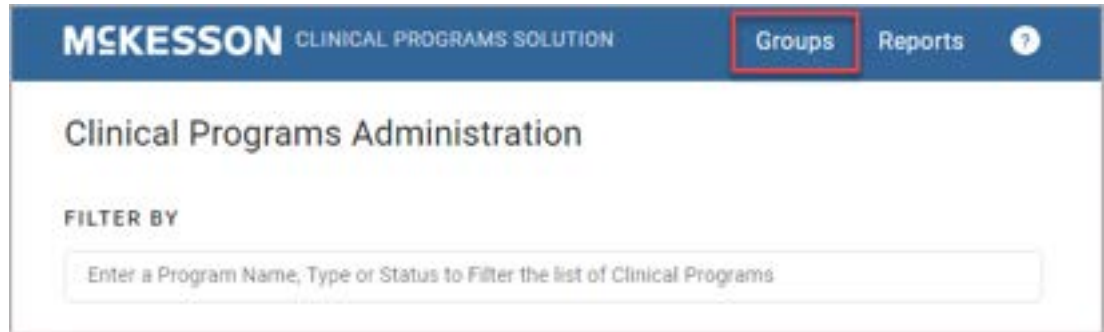 MCKESSON CLINICAL PROGRAMS SOLUTION Groups Reports ?
Clinical Programs Administration
FILTER BY
Enter a Program Name, Type or Status to Filter the list of Clinical Programs